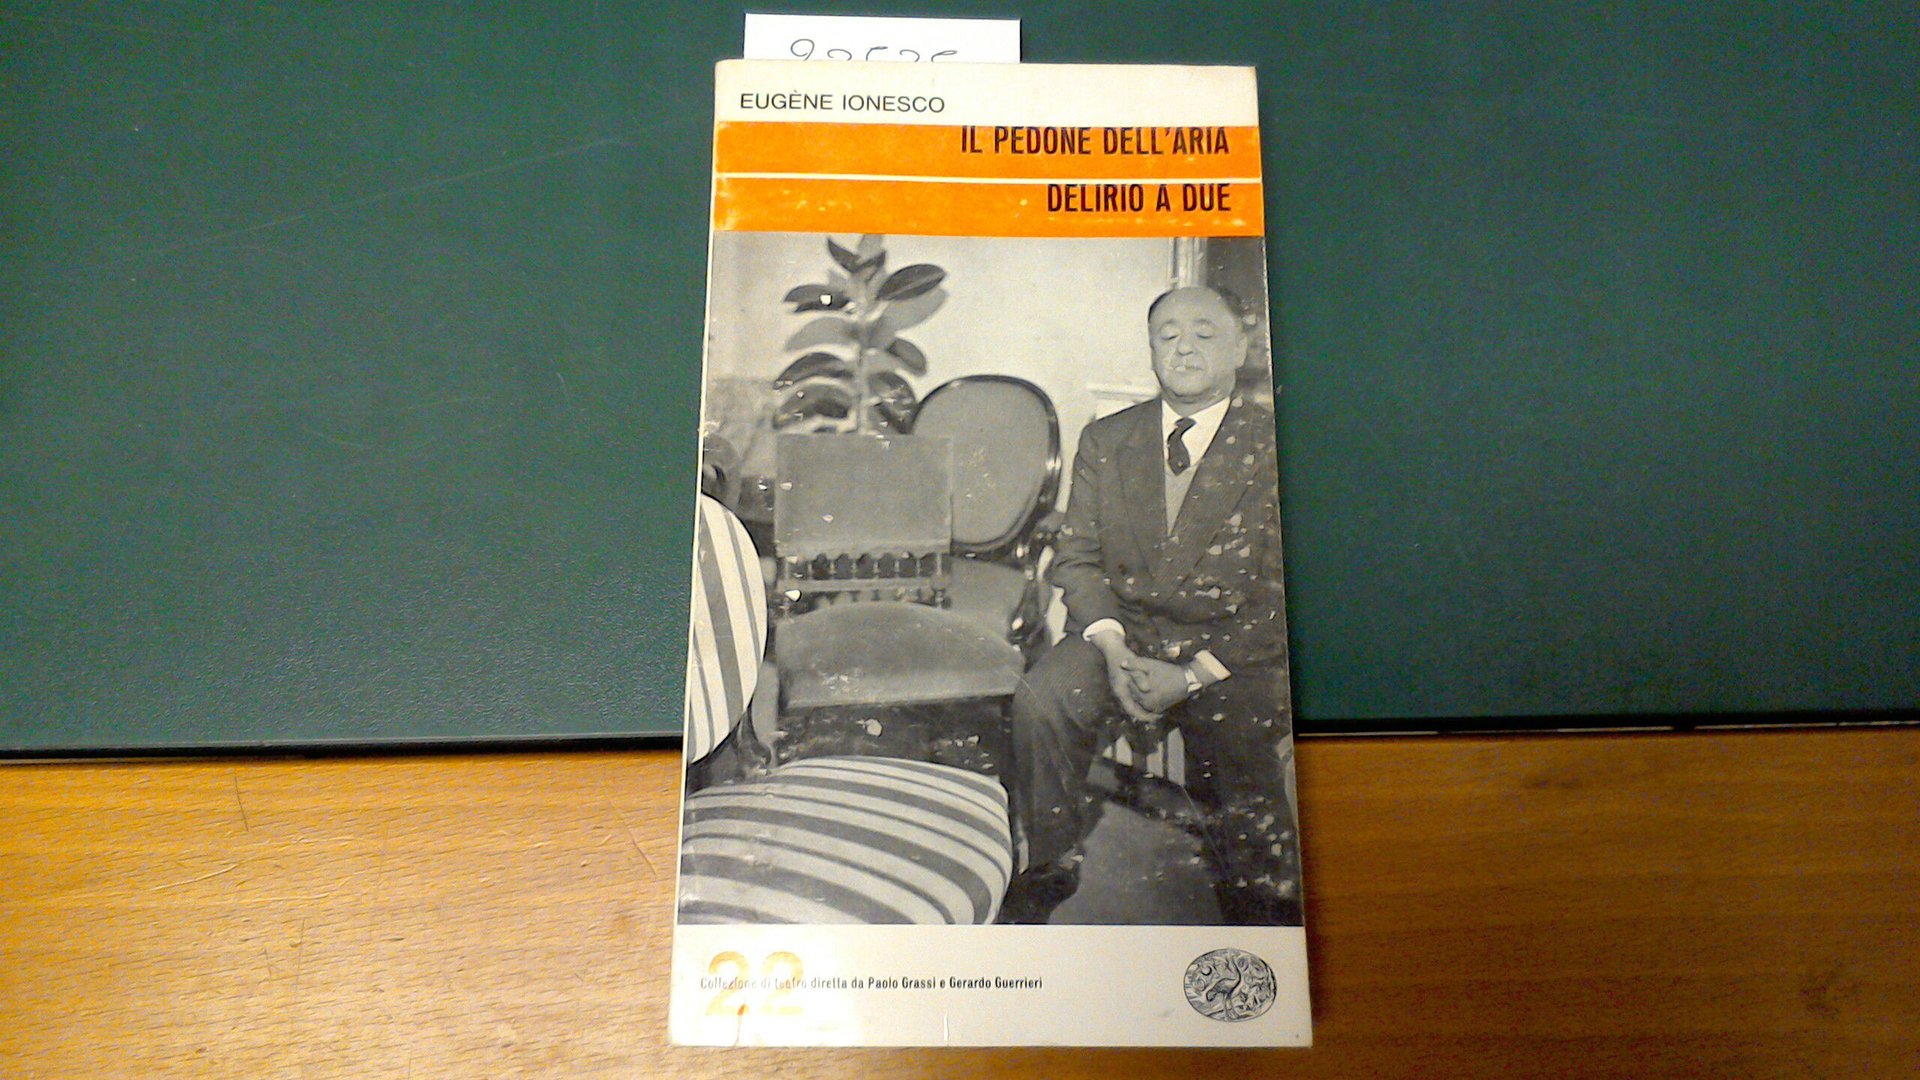 EUGÈNE IONESCO
IL PEDONE DELL'ARIA
DELIRIO A DUE
22
Collezione di teatro diretta da Paolo Grassi e Gerardo Guerrieri